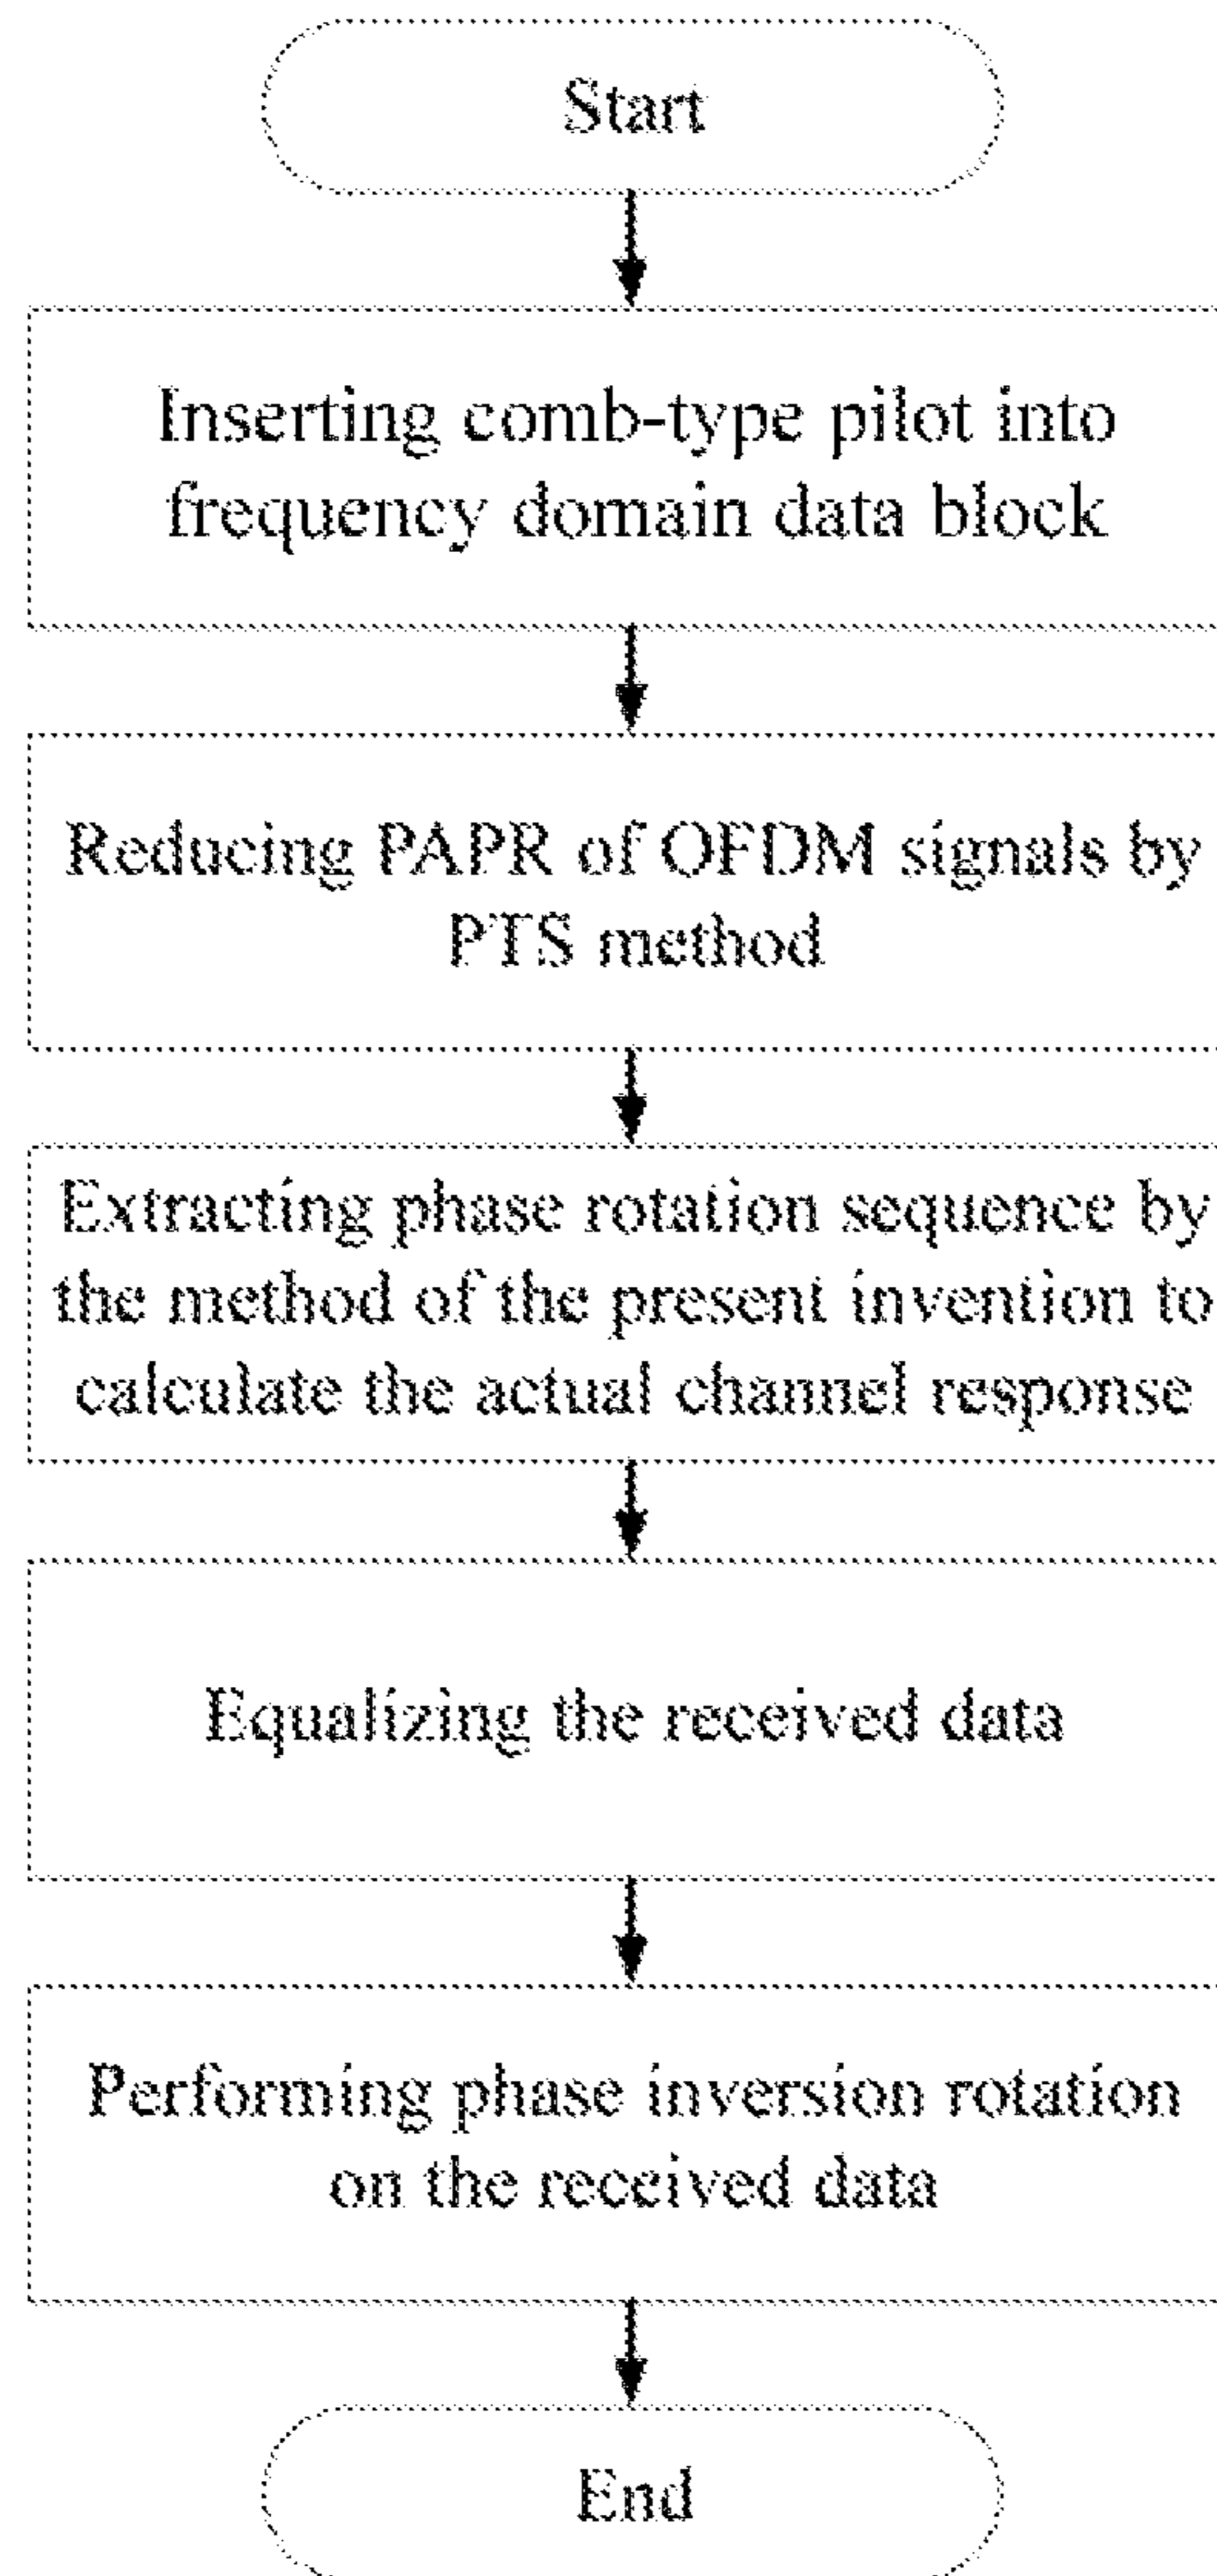 Start
Inserting comb-type pilot into
frequency domain data block
Reducing PAPR of OFDM signals by
PTS method
Extracting phase rotation sequence by
the method of the present invention to
calculate the actual channel response
Equalizing the received data
Performing phase inversion rotation
on the received data
End